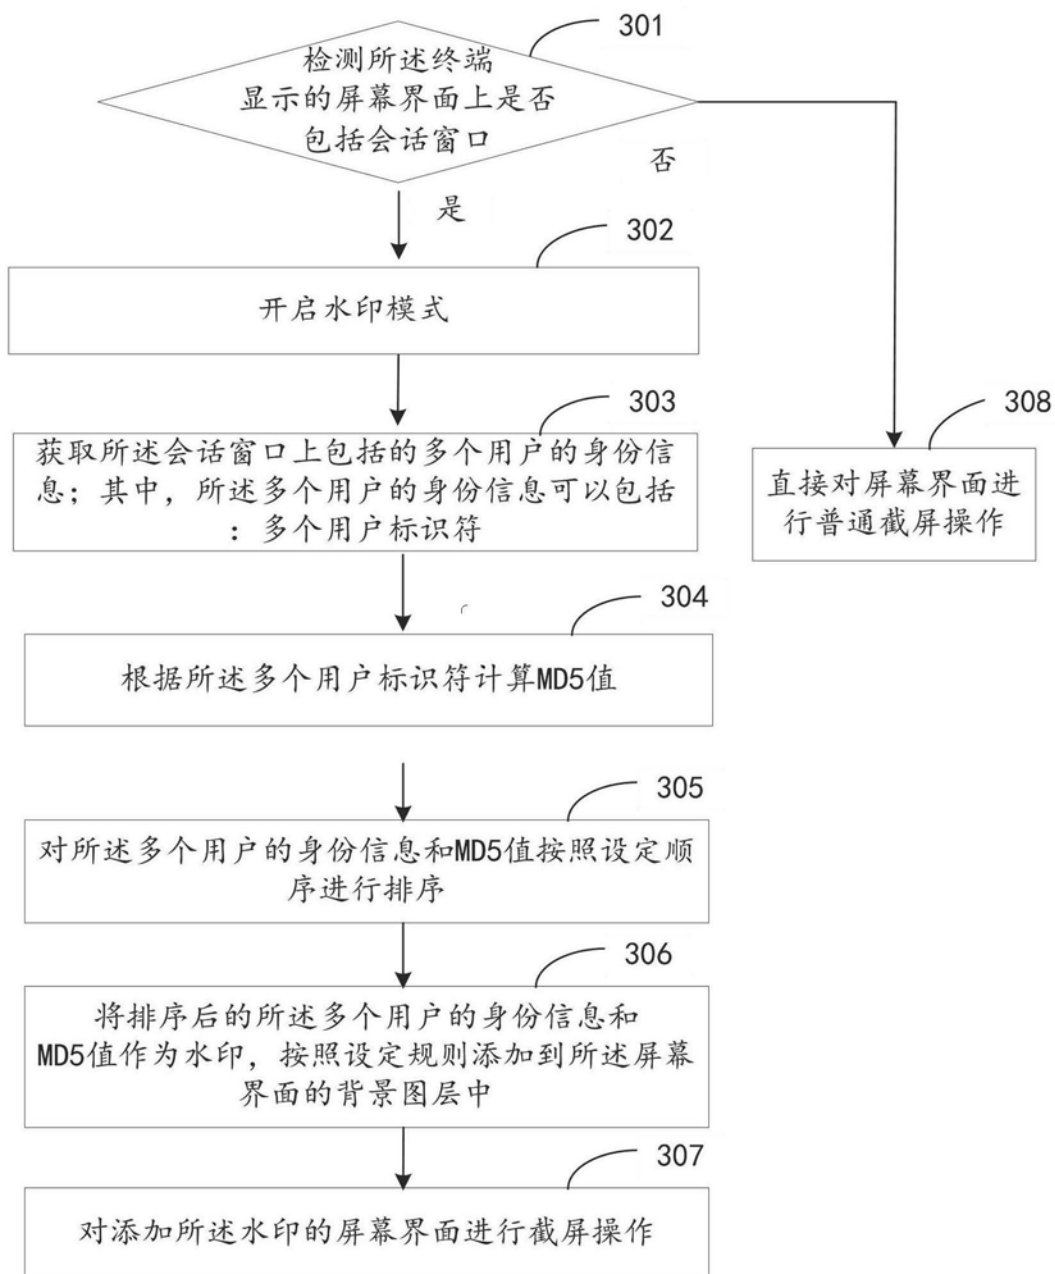 301
检测所述终端
显示的屏幕界面上是否
包括会话窗口
否
是
302
开启水印模式
303
获取所述会话窗口上包括的多个用户的身份信
息；其中，所述多个用户的身份信息可以包括
：多个用户标识符
308
直接对屏幕界面进
行普通截屏操作
304
根据所述多个用户标识符计算MD5值
305
对所述多个用户的身份信息和MD5值按照设定顺
序进行排序
306
将排序后的所述多个用户的身份信息和
MD5值作为水印，按照设定规则添加到所述屏幕
界面的背景图层中
307
对添加所述水印的屏幕界面进行截屏操作